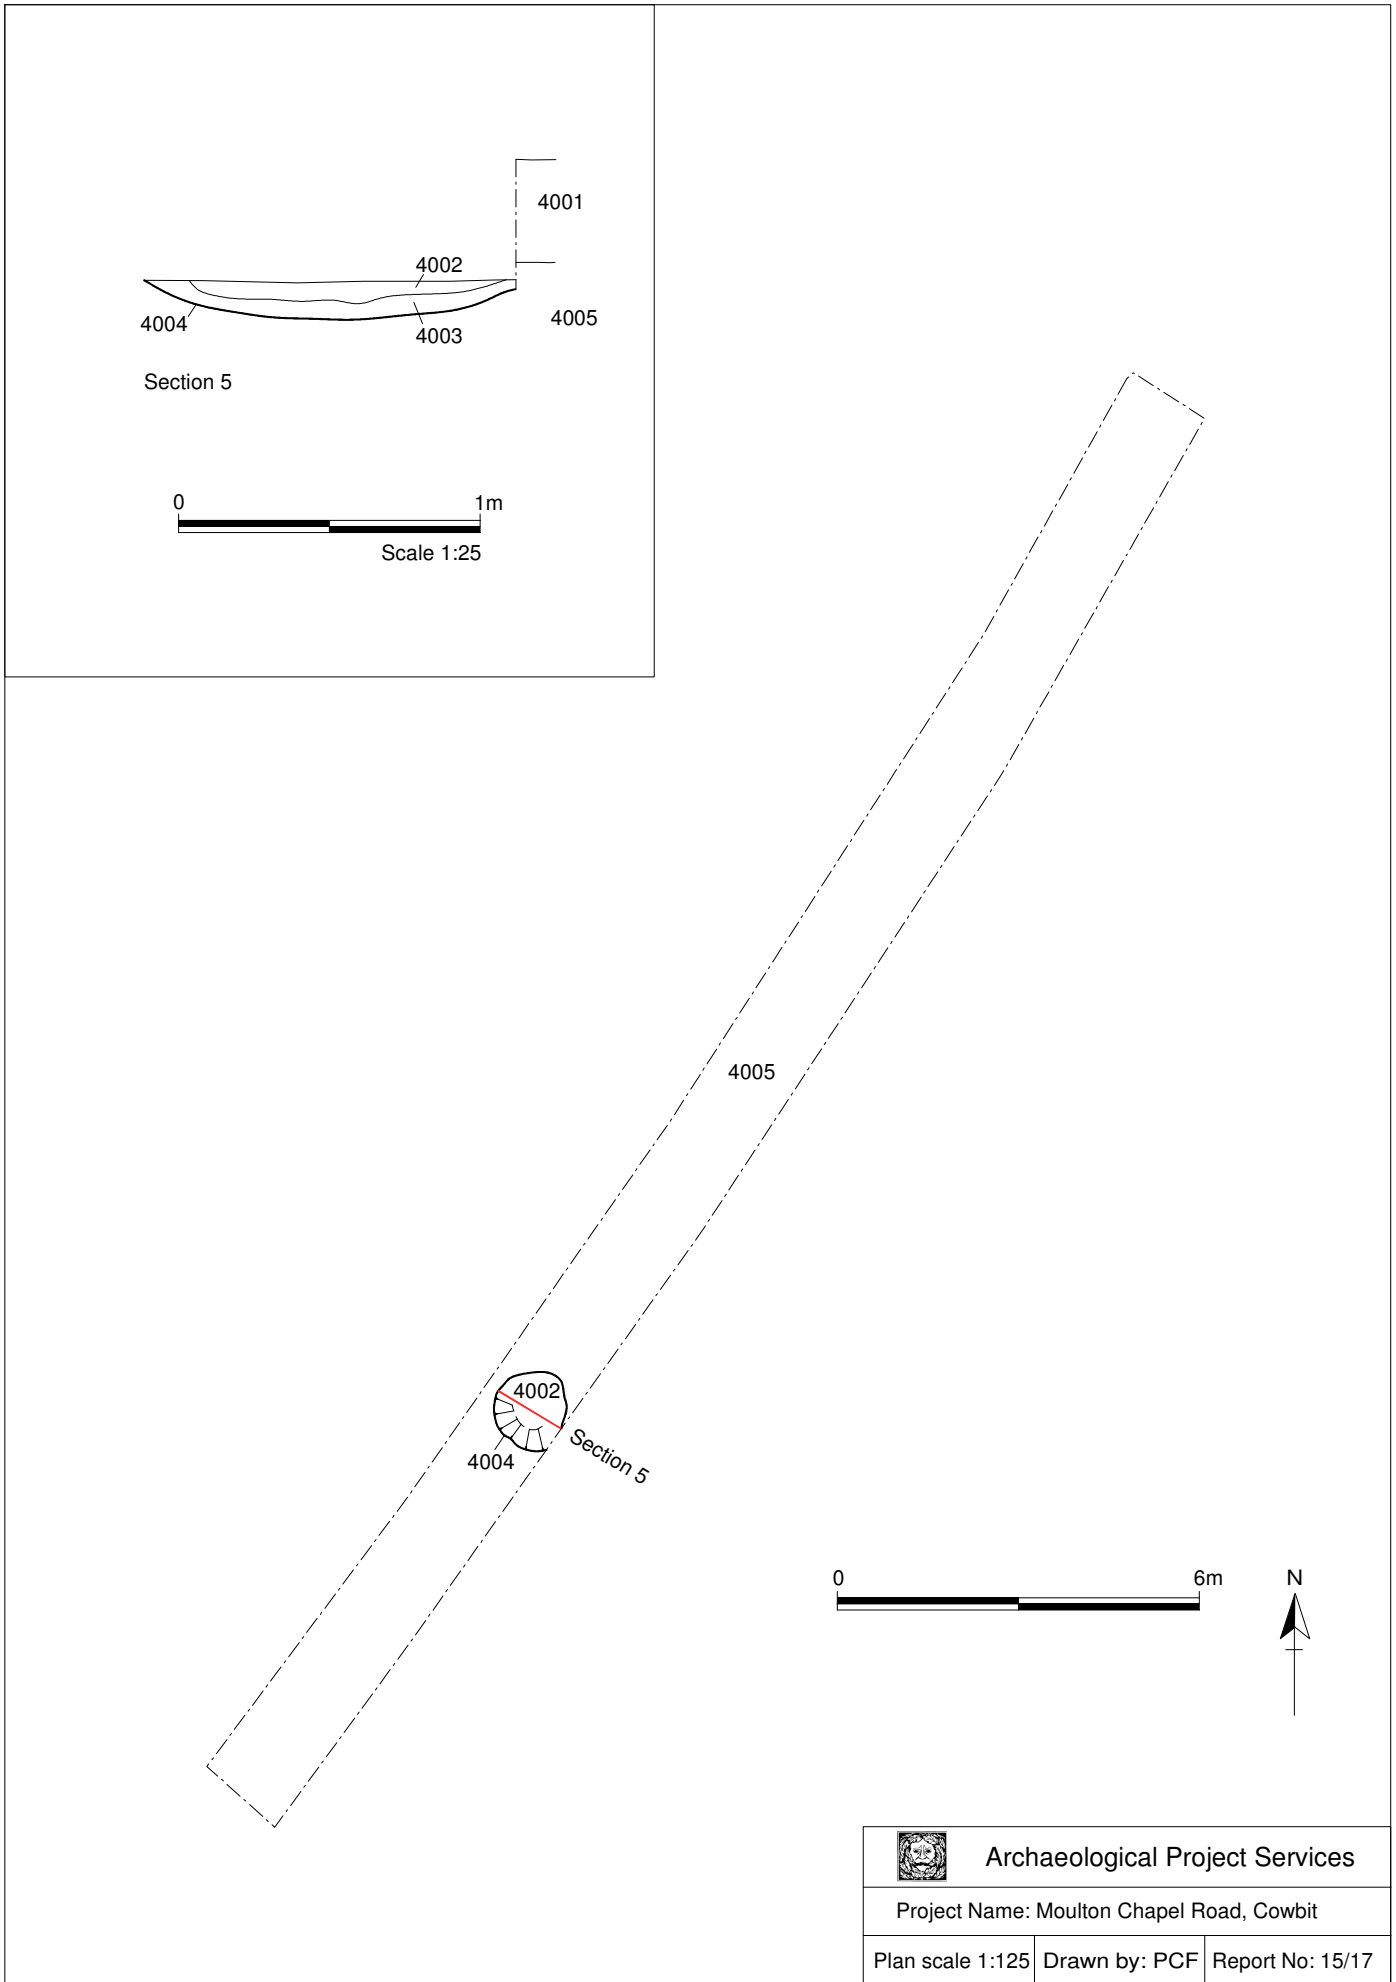 4001
4002
4004
4003
4005
Section 5
0 1m
Scale 1:25
4005
4002
4004
Section 5
0 6m
N
Archaeological Project Services
Project Name: Moulton Chapel Road, Cowbit
Plan scale 1:125 Drawn by: PCF Report No: 15/17